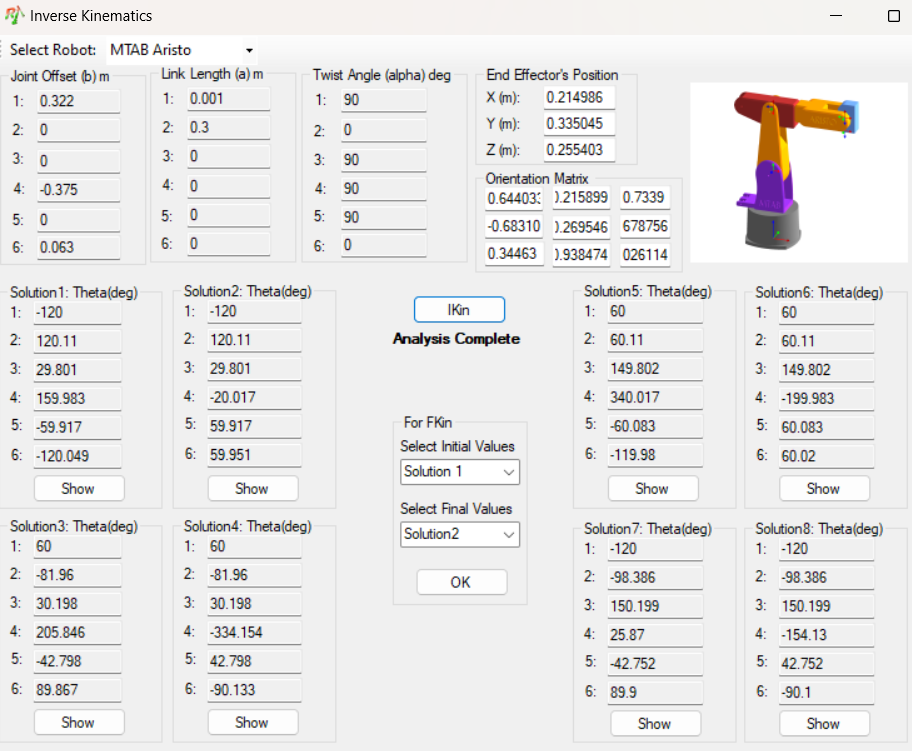 Inverse Kinematics
Select Robot: MTAB Aristo
Joint Offset (b) m
1: 0.322
2: 0
3: 0
4: -0.375
5: 0
6: 0.063
Link Length (a) m
1: 0.001
2: 0.3
3: 0
4: 0
5: 0
6: 0
Twist Angle (alpha) deg
1: 90
2: 0
3: 90
4: 90
5: 90
6: 0
End Effector's Position
X (m): 0.214986
Y (m): 0.335045
Z (m): 0.255403
Orientation Matrix
0.64403 0.215899 0.7339
-0.68310 0.269546 678756
0.34463 0.938474 026114
Solution1: Theta(deg)
1: -120
2: 120.11
3: 29.801
4: 159.983
5: -59.917
6: -120.049
Show
Solution2: Theta(deg)
1: -120
2: 120.11
3: 29.801
4: -20.017
5: 59.917
6: 59.951
Show
IKin
Analysis Complete
For FKin
Select Initial Values
Solution 1
Select Final Values
Solution2
OK
Solution5: Theta(deg)
1: 60
2: 60.11
3: 149.802
4: 340.017
5: -60.083
6: -119.98
Show
Solution6: Theta(deg)
1: 60
2: 60.11
3: 149.802
4: -199.983
5: 60.083
6: 60.02
Show
Solution3: Theta(deg)
1: 60
2: -81.96
3: 30.198
4: 205.846
5: -42.798
6: 89.867
Show
Solution4: Theta(deg)
1: 60
2: -81.96
3: 30.198
4: -334.154
5: 42.798
6: -90.133
Show
Solution7: Theta(deg)
1: -120
2: -98.386
3: 150.199
4: 25.87
5: -42.752
6: 89.9
Show
Solution8: Theta(deg)
1: -120
2: -98.386
3: 150.199
4: -154.13
5: 42.752
6: -90.1
Show